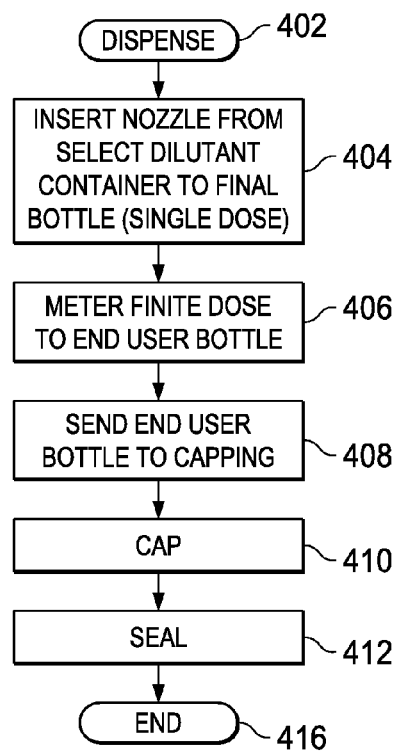 DISPENSE
402
INSERT NOZZLE FROM
SELECT DILUTANT
CONTAINER TO FINAL
BOTTLE (SINGLE DOSE)
404
METER FINITE DOSE
TO END USER BOTTLE
406
SEND END USER
BOTTLE TO CAPPING
408
CAP
410
SEAL
412
END
416